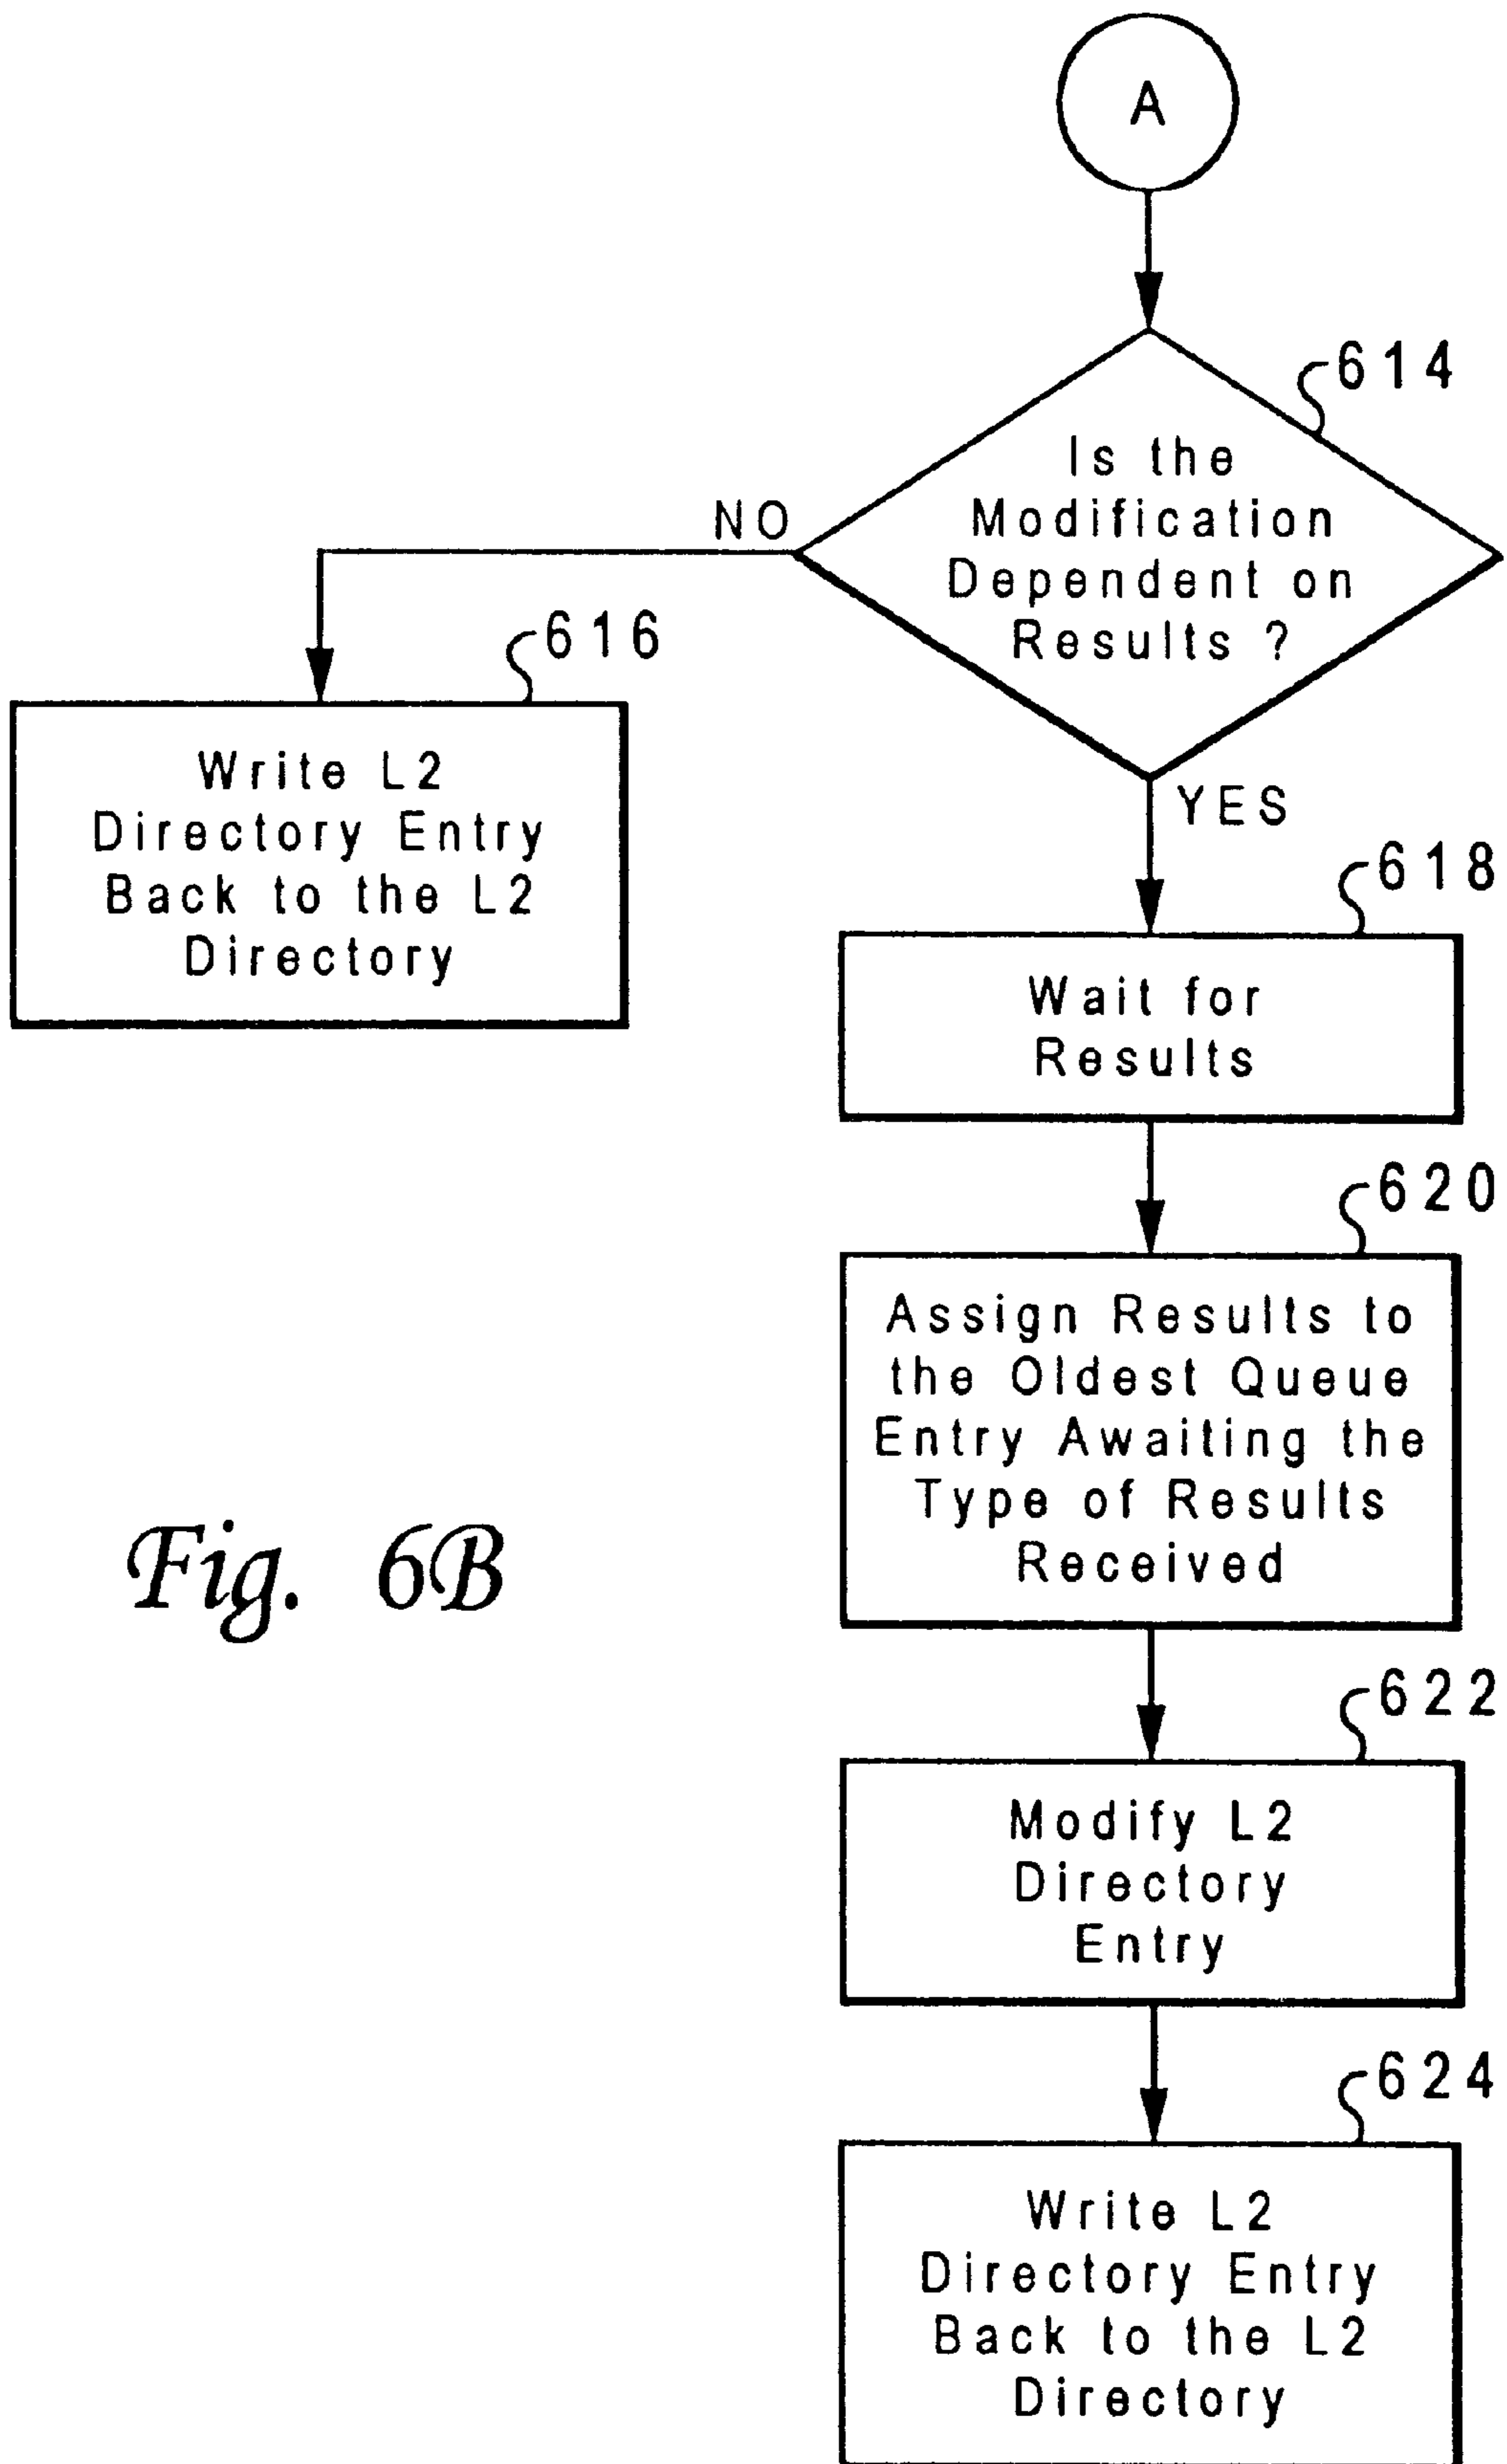 A
614
Is the
Modification
Dependent on
Results ?
NO
616
Write L2
Directory Entry
Back to the L2
Directory
YES
618
Wait for
Results
620
Assign Results to
the Oldest Queue
Entry Awaiting the
Type of Results
Received
622
Modify L2
Directory
Entry
624
Write L2
Directory Entry
Back to the L2
Directory
Fig. 6B